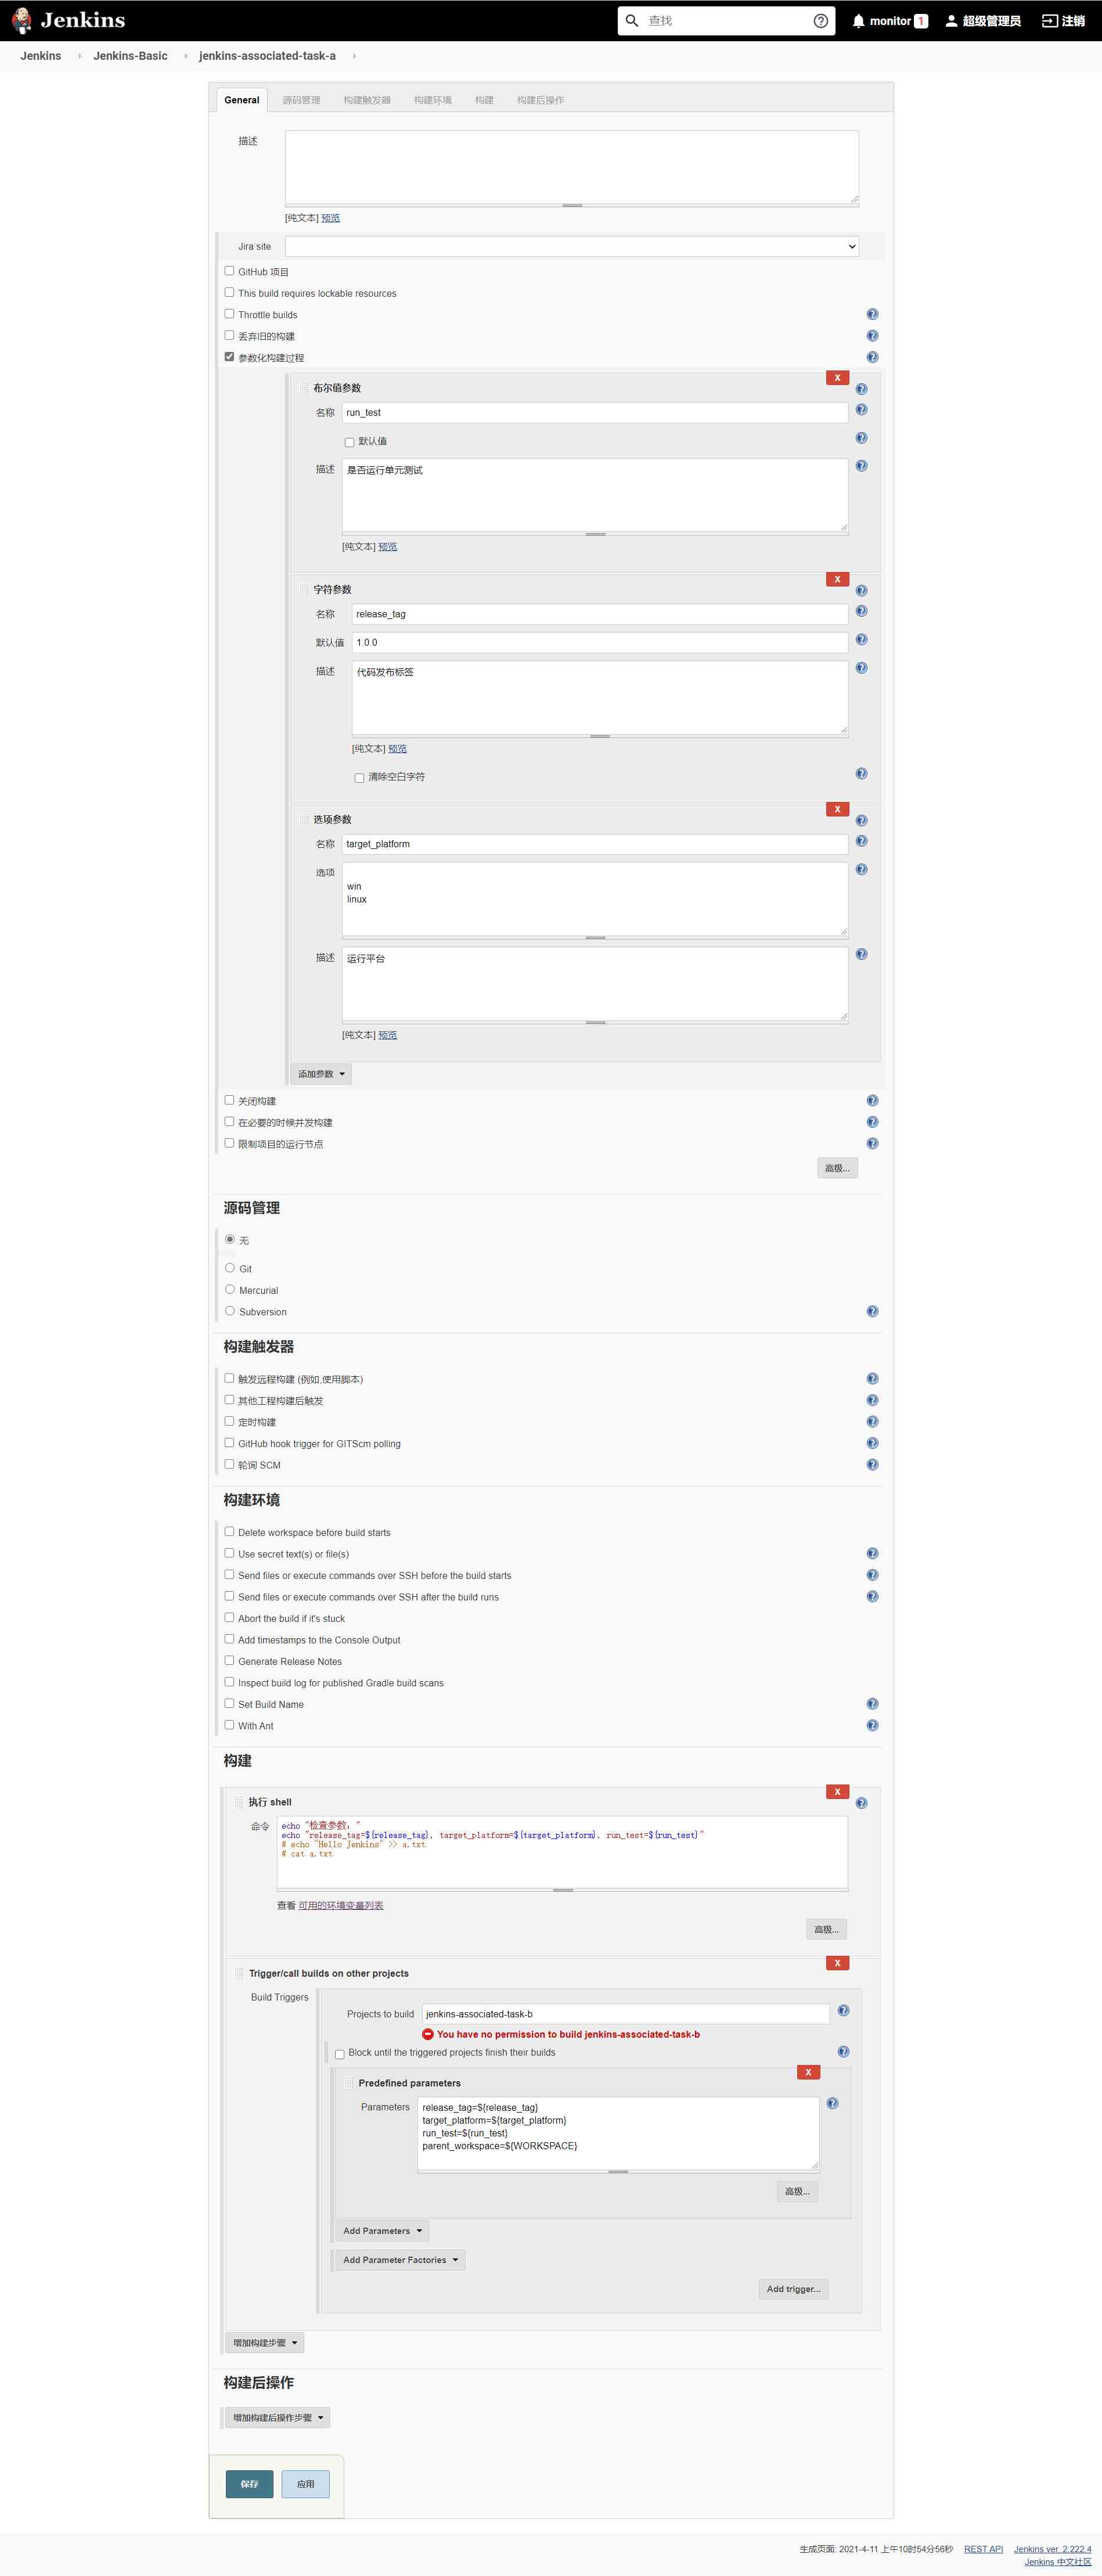 Jenkins
查找
monitor 1
超级管理员
注销
Jenkins
Jenkins-Basic
jenkins-associated-task-a
General
源码管理
构建触发器
构建环境
构建
构建后操作
描述
[纯文本] 预览
Jira site
GitHub 项目
This build requires lockable resources
Throttle builds
丢弃旧的构建
参数化构建过程
X
布尔值参数
名称
run_test
默认值
描述
是否运行单元测试
[纯文本] 预览
X
字符参数
名称
release_tag
默认值
1.0.0
描述
代码发布标签
[纯文本] 预览
清除空白字符
X
选项参数
名称
target_platform
选项
win
linux
描述
运行平台
[纯文本] 预览
添加参数
关闭构建
在必要的时候并发构建
限制项目的运行节点
高级...
源码管理
无
Git
Mercurial
Subversion
构建触发器
触发远程构建 (例如,使用脚本)
其他工程构建后触发
定时构建
GitHub hook trigger for GITScm polling
轮询 SCM
构建环境
Delete workspace before build starts
Use secret text(s) or file(s)
Send files or execute commands over SSH before the build starts
Send files or execute commands over SSH after the build runs
Abort the build if it's stuck
Add timestamps to the Console Output
Generate Release Notes
Inspect build log for published Gradle build scans
Set Build Name
With Ant
构建
X
执行 shell
命令
echo "检查参数："
echo "release_tag=${release_tag}, target_platform=${target_platform}, run_test=${run_test}"
# echo "Hello Jenkins" >> a.txt
# cat a.txt
查看 可用的环境变量列表
高级...
X
Trigger/call builds on other projects
Build Triggers
Projects to build
jenkins-associated-task-b
You have no permission to build jenkins-associated-task-b
Block until the triggered projects finish their builds
X
Predefined parameters
Parameters
release_tag=${release_tag}
target_platform=${target_platform}
run_test=${run_test}
parent_workspace=${WORKSPACE}
高级...
Add Parameters
Add Parameter Factories
Add trigger...
增加构建步骤
构建后操作
增加构建后操作步骤
保存
应用
生成页面: 2021-4-11 上午10时54分56秒
REST API
Jenkins ver. 2.222.4
Jenkins 中文社区